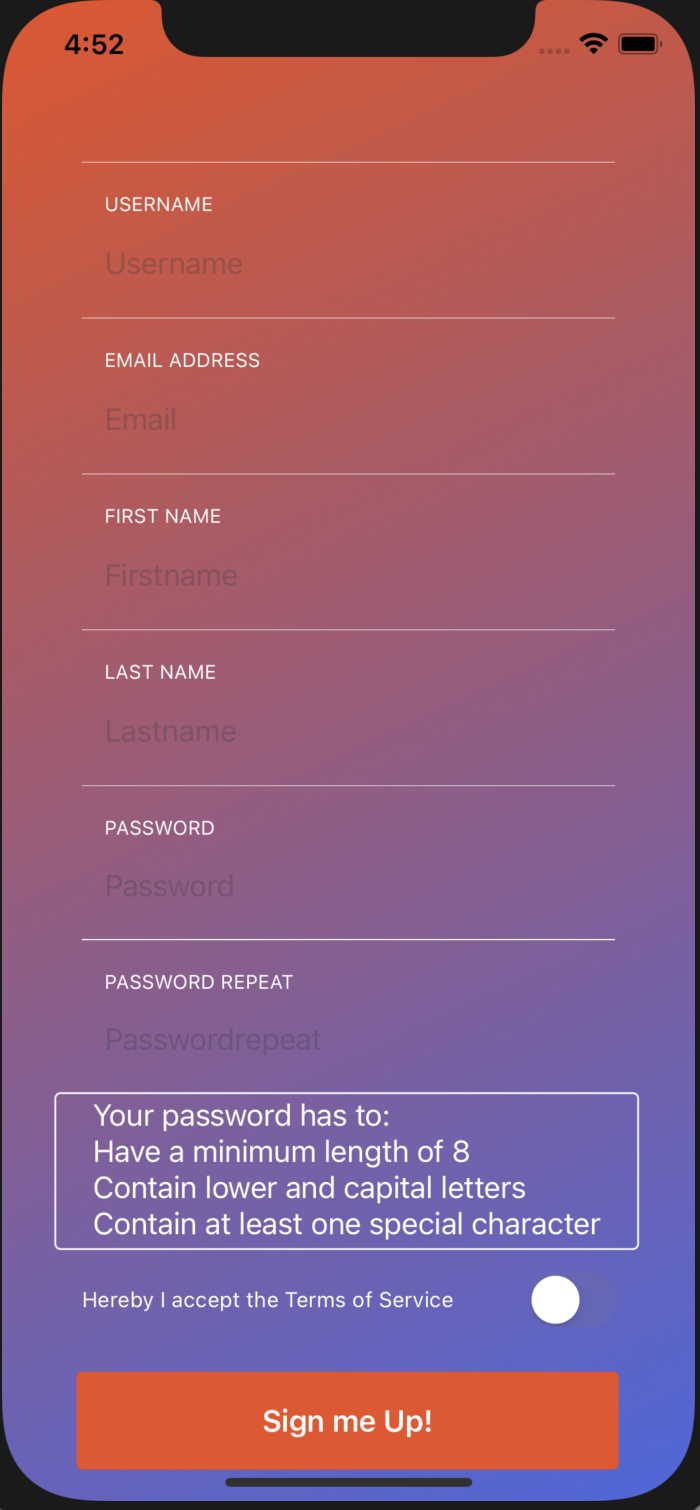 4:52
USERNAME
Username
EMAIL ADDRESS
Email
FIRST NAME
Firstname
LAST NAME
Lastname
PASSWORD
Password
PASSWORD REPEAT
Passwordrepeat
Your password has to:
Have a minimum length of 8
Contain lower and capital letters
Contain at least one special character
Hereby I accept the Terms of Service
Sign me Up!